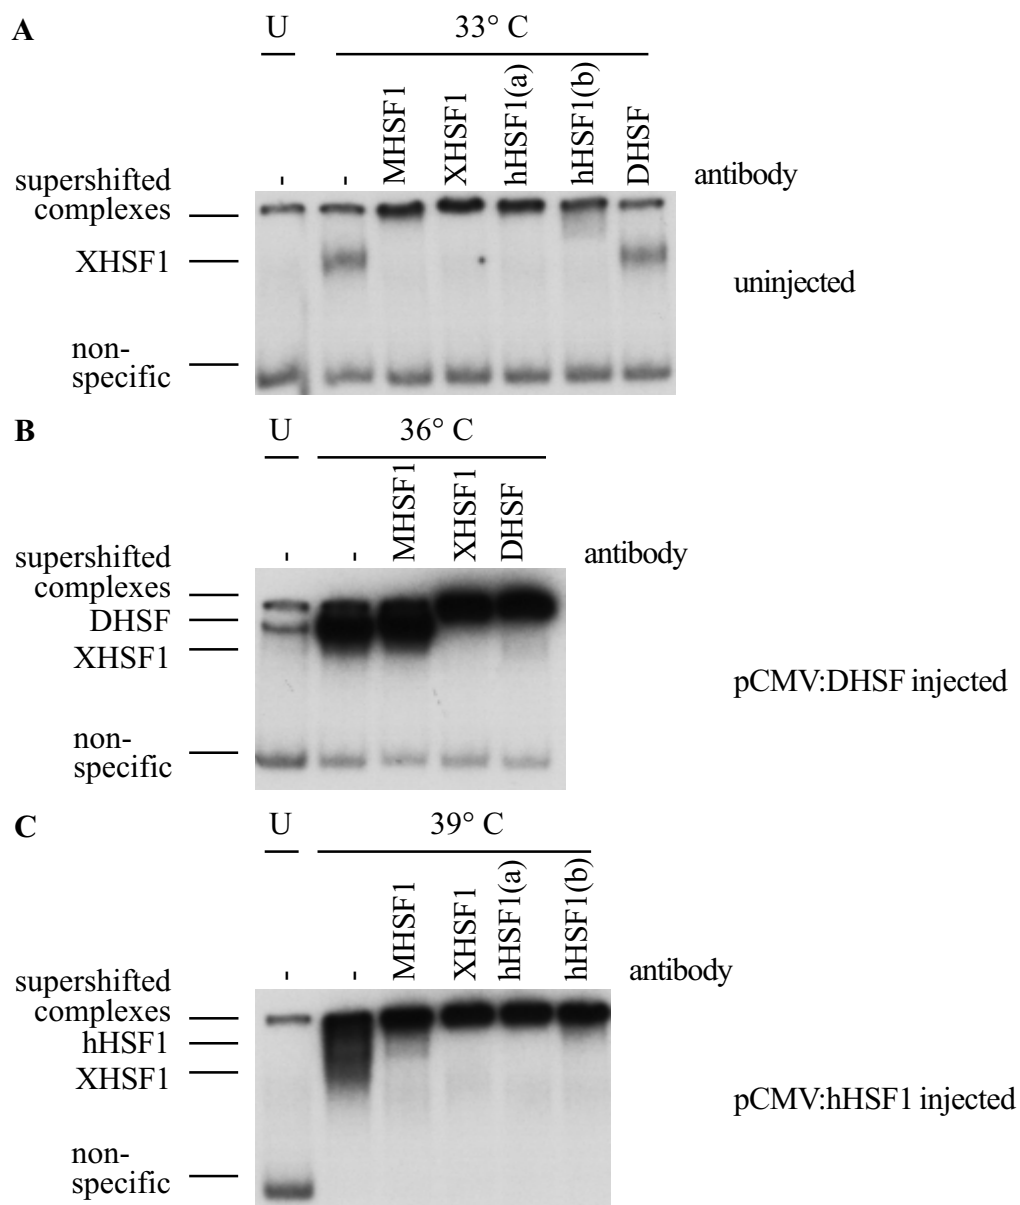 A
U
33° C
- - MHSF1 XHSF1 hHSF1(a) hHSF1(b) DHSF
antibody
supershifted
complexes
XHSF1
uninjected
non-
specific
B
U
36° C
- - MHSF1 XHSF1 DHSF
antibody
supershifted
complexes
DHSF
XHSF1
pCMV:DHSF injected
non-
specific
C
U
39° C
- - MHSF1 XHSF1 hHSF1(a) hHSF1(b)
antibody
supershifted
complexes
hHSF1
XHSF1
pCMV:hHSF1 injected
non-
specific